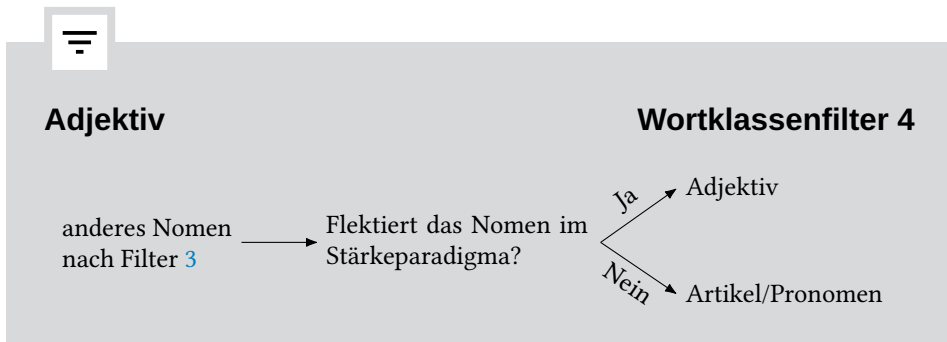 Adjektiv
Wortklassenfilter 4
anderes Nomen
nach Filter 3
Flektiert das Nomen im
Stärkeparadigma?
Ja
Adjektiv
Nein
Artikel/Pronomen